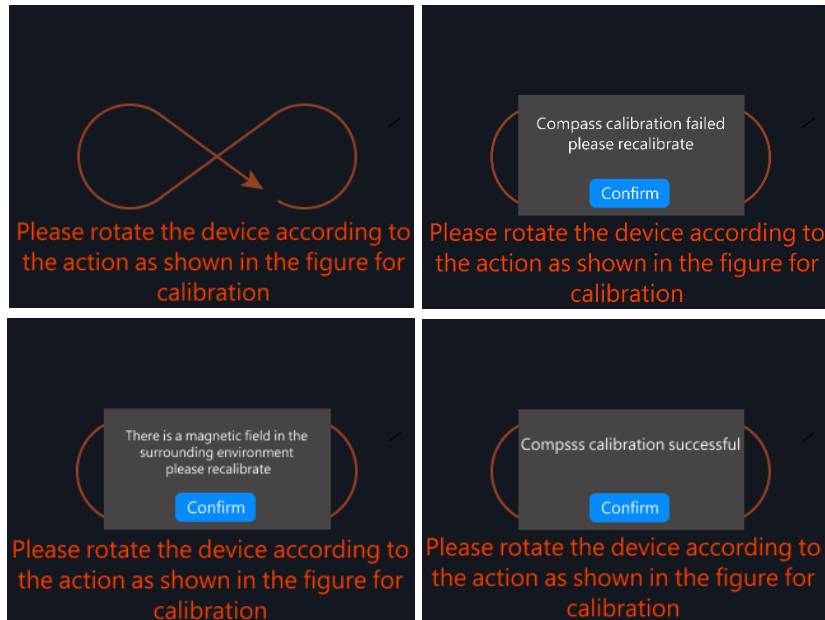 Please rotate the device according to
the action as shown in the figure for
calibration
Compass calibration failed
please recalibrate
Confirm
Please rotate the device according to
the action as shown in the figure for
calibration
There is a magnetic field in the
surrounding environment
please recalibrate
Confirm
Please rotate the device according to
the action as shown in the figure for
calibration
Compsss calibration successful
Confirm
Please rotate the device according to
the action as shown in the figure for
calibration